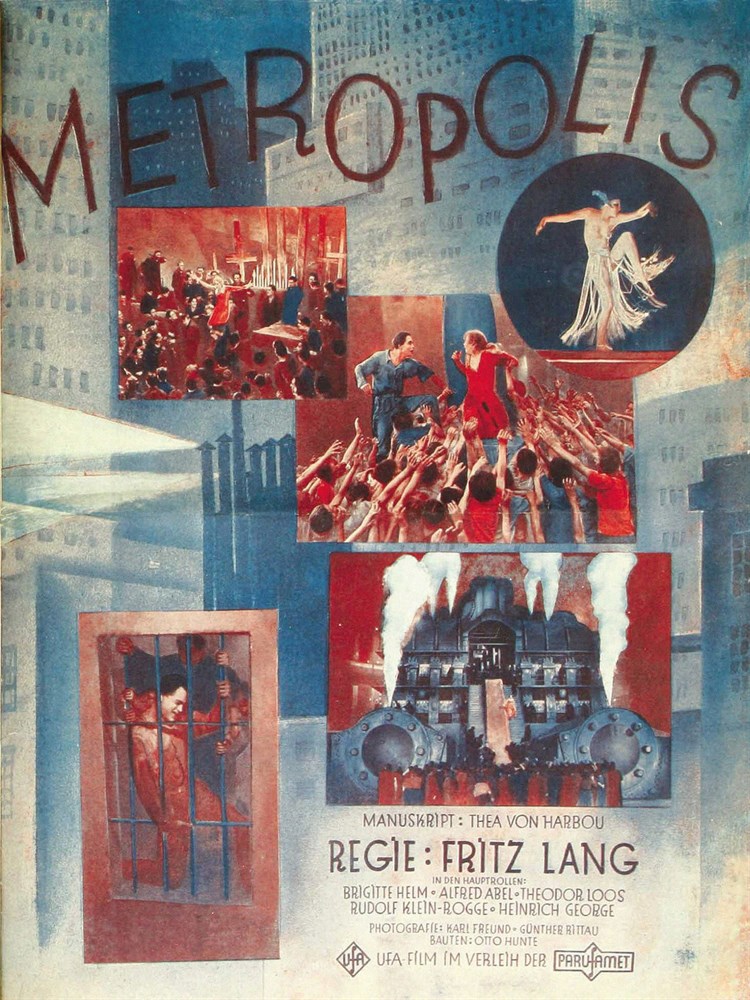 METROPOLIS
MANUSKRIPT: THEA VON HARBOU
REGIE: FRITZ LANG
IN DEN HAUPTROLLEN:
BRIGITTE HELM • ALFRED ABEL • THEODOR LOOS
RUDOLF KLEIN-ROGGE • HEINRICH GEORGE
PHOTOGRAFIE: KARL FREUND • GÜNTHER RITTAU
BAUTEN: OTTO HUNTE
UFA UFA-FILM IM VERLEIH DER PARUFAMET